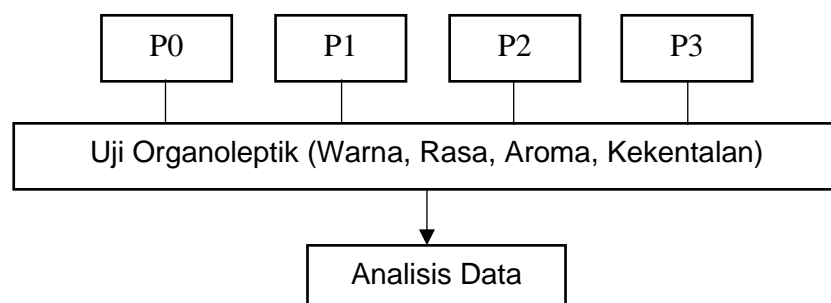 P0 P1 P2 P3
Uji Organoleptik (Warna, Rasa, Aroma, Kekentalan)
Analisis Data